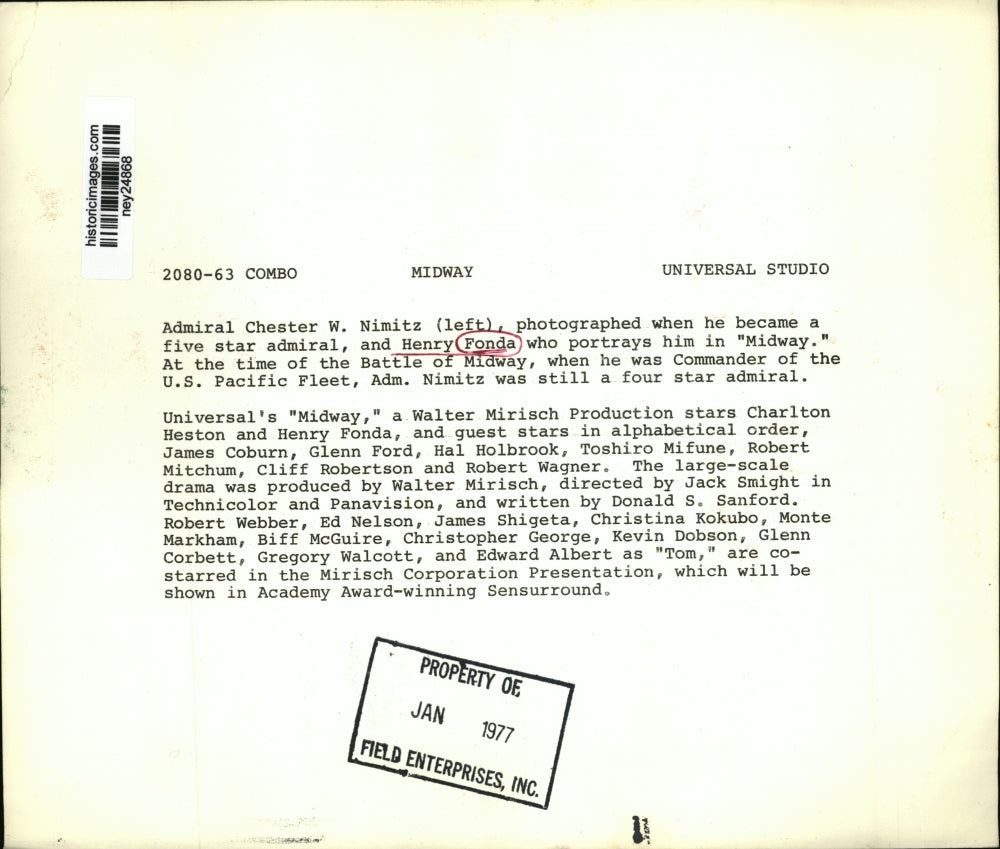 historicimages.com
ney24868
2080-63 COMBO MIDWAY UNIVERSAL STUDIO
Admiral Chester W. Nimitz (left), photographed when he became a
five star admiral, and Henry Fonda who portrays him in "Midway."
At the time of the Battle of Midway, when he was Commander of the
U.S. Pacific Fleet, Adm. Nimitz was still a four star admiral.
Universal's "Midway," a Walter Mirisch Production stars Charlton
Heston and Henry Fonda, and guest stars in alphabetical order,
James Coburn, Glenn Ford, Hal Holbrook, Toshiro Mifune, Robert
Mitchum, Cliff Robertson and Robert Wagner. The large-scale
drama was produced by Walter Mirisch, directed by Jack Smight in
Technicolor and Panavision, and written by Donald S. Sanford.
Robert Webber, Ed Nelson, James Shigeta, Christina Kokubo, Monte
Markham, Biff McGuire, Christopher George, Kevin Dobson, Glenn
Corbett, Gregory Walcott, and Edward Albert as "Tom," are co-
starred in the Mirisch Corporation Presentation, which will be
shown in Academy Award-winning Sensurround.
PROPERTY OF
JAN 1977
FIELD ENTERPRISES, INC.